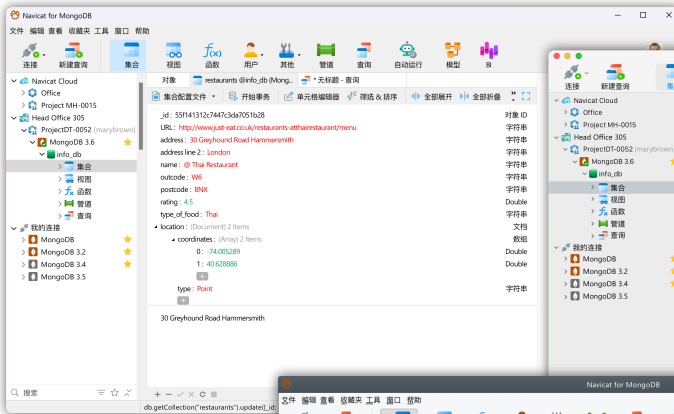 Navicat for MongoDB
文件 编辑 查看 收藏夹 工具 窗口 帮助
连接 新建查询 集合 视图 函数 用户 其他 管道 查询 自动运行 模型 BI
对象 restaurants @info_db (Mong... * 无标题 - 查询
集合配置文件 开始事务 单元格编辑器 筛选 & 排序 全部展开 全部折叠
Navicat Cloud
Office
Project MH-0015
Head Office 305
ProjectDT-0052 (marybrown)
MongoDB 3.6
info_db
集合
视图
函数
管道
查询
我的连接
MongoDB
MongoDB 3.2
MongoDB 3.4
MongoDB 3.5
搜索
_id : 55f141312c7447c3da7051b28 对象 ID
URL : http://www.just-eat.co.uk/restaurants-atthairestaurant/menu 字符串
address : 30 Greyhound Road Hammersmith 字符串
address line 2 : London 字符串
name : @ Thai Restaurant 字符串
outcode : W6 字符串
postcode : 8NX 字符串
rating : 4.5 Double
type_of_food : Thai 字符串
location : (Document) 2 Items 文档
coordinates : (Array) 2 Items 数组
0 : -74.005289 Double
1 : 40.628886 Double
type : Point 字符串
30 Greyhound Road Hammersmith
db.getCollection("restaurants").update({_id:
连接 新建查询
Navicat Cloud
Office
Project MH-0015
Head Office 305
ProjectDT-0052 (marybrown)
MongoDB 3.6
info_db
集合
视图
函数
管道
查询
我的连接
MongoDB
MongoDB 3.2
MongoDB 3.4
MongoDB 3.5
Navicat for MongoDB
文件 编辑 查看 收藏夹 工具 窗口 帮助